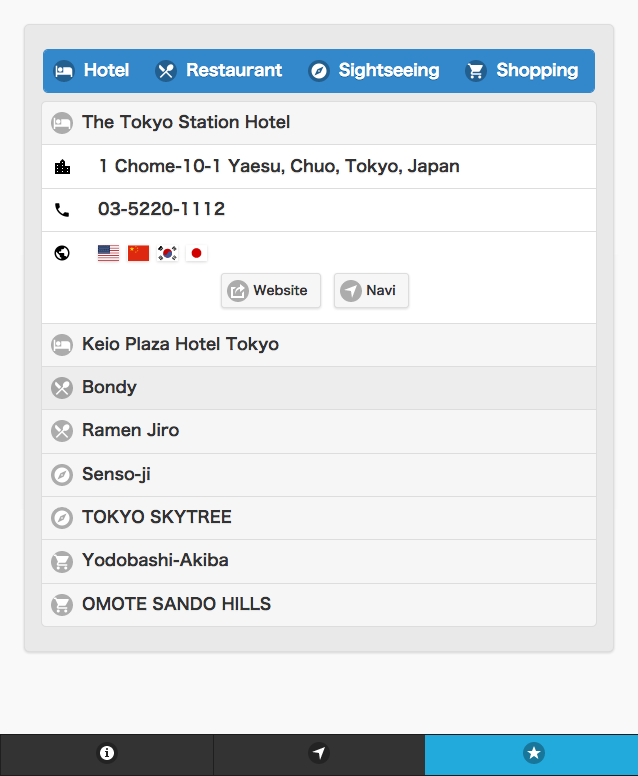 Hotel Restaurant Sightseeing Shopping
The Tokyo Station Hotel
1 Chome-10-1 Yaesu, Chuo, Tokyo, Japan
03-5220-1112
Website Navi
Keio Plaza Hotel Tokyo
Bondy
Ramen Jiro
Senso-ji
TOKYO SKYTREE
Yodobashi-Akiba
OMOTE SANDO HILLS